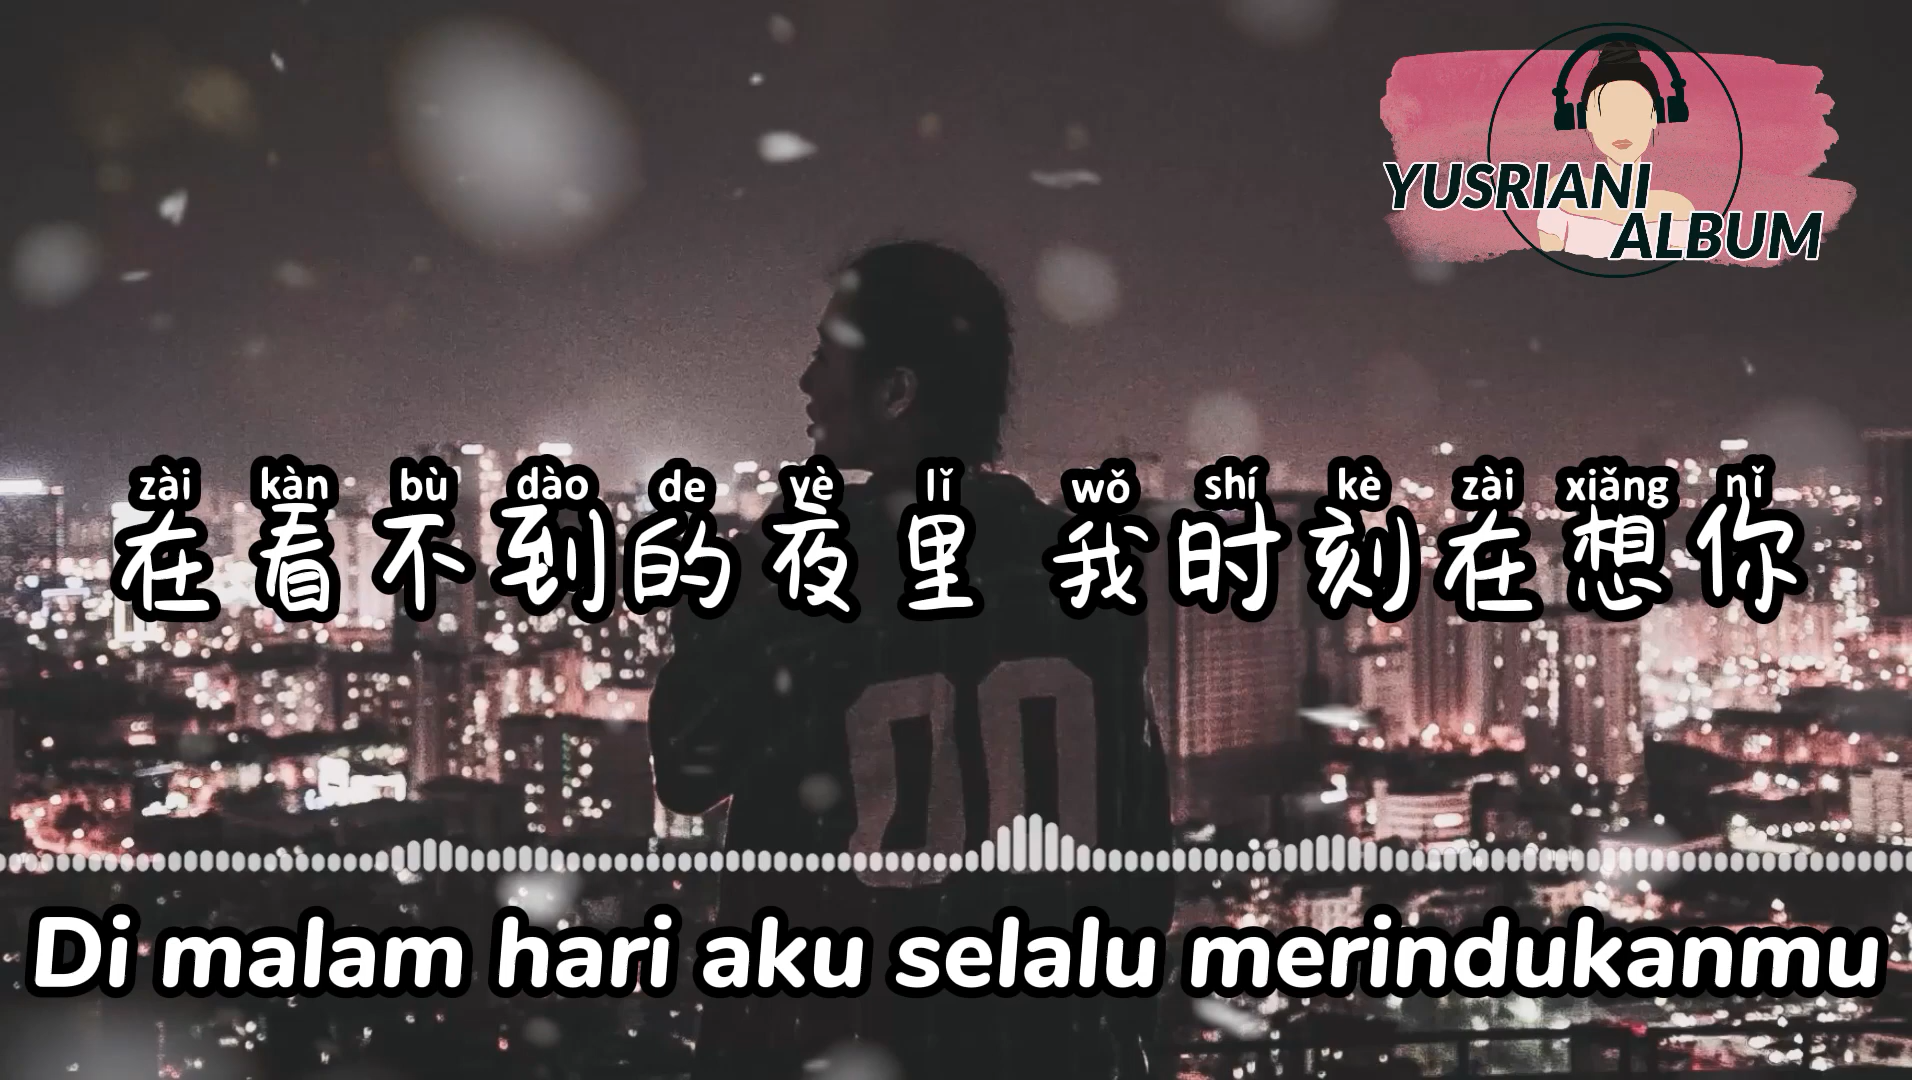 YUSRIANI
ALBUM
zài kàn bù dào de yè lǐ wǒ shí kè zài xiǎng nǐ
在看不到的夜里 我时刻在想你
00
Di malam hari aku selalu merindukanmu